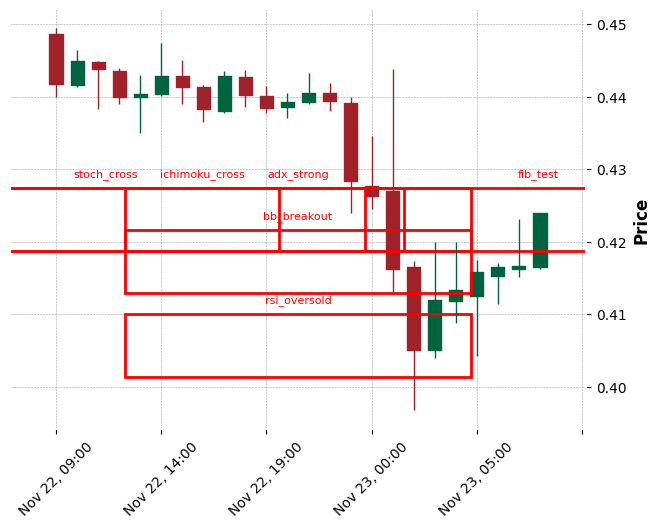 0.45
0.44
0.43
stoch_cross ichimoku_cross adx_strong fib_test
bb_breakout
0.42
Price
rsi_oversold
0.41
0.40
Nov 22, 09:00 Nov 22, 14:00 Nov 22, 19:00 Nov 23, 00:00 Nov 23, 05:00